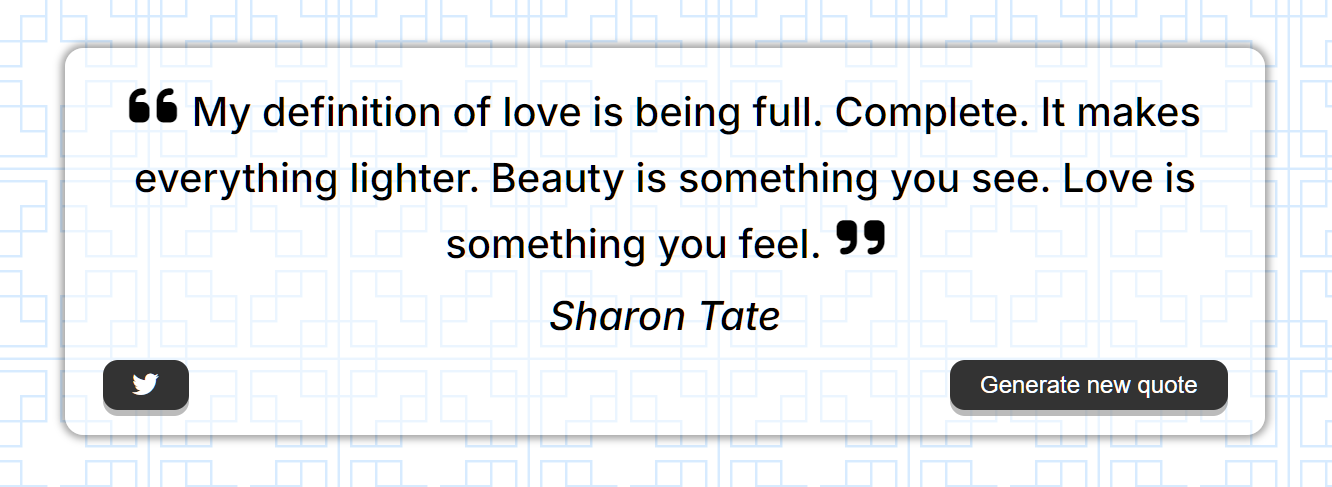 ❝ My definition of love is being full. Complete. It makes
everything lighter. Beauty is something you see. Love is
something you feel. ❞
Sharon Tate
Generate new quote